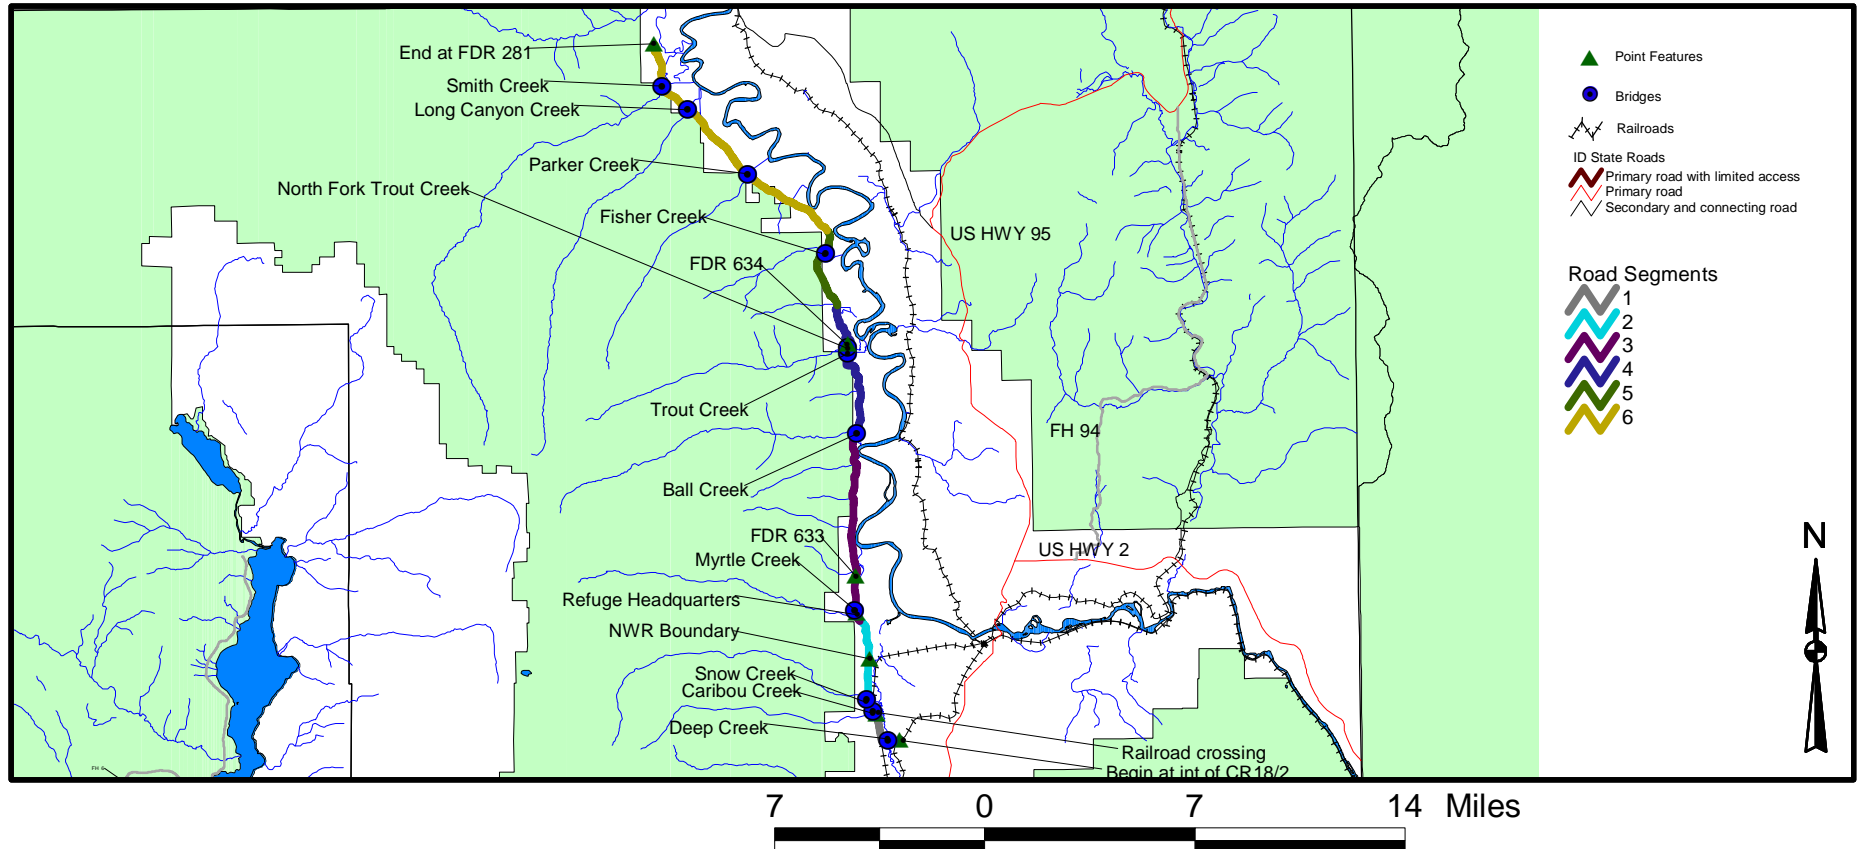 End at FDR 281
Smith Creek
Long Canyon Creek
Parker Creek
North Fork Trout Creek
Fisher Creek
US HWY 95
FDR 634
Trout Creek
FH 94
Ball Creek
FDR 633
US HWY 2
Myrtle Creek
Refuge Headquarters
NWR Boundary
Snow Creek
Caribou Creek
Deep Creek
Railroad crossing
Begin at int of CR18/2
Point Features
Bridges
Railroads
ID State Roads
Primary road with limited access
Primary road
Secondary and connecting road
Road Segments
1
2
3
4
5
6
N
7 0 7 14 Miles